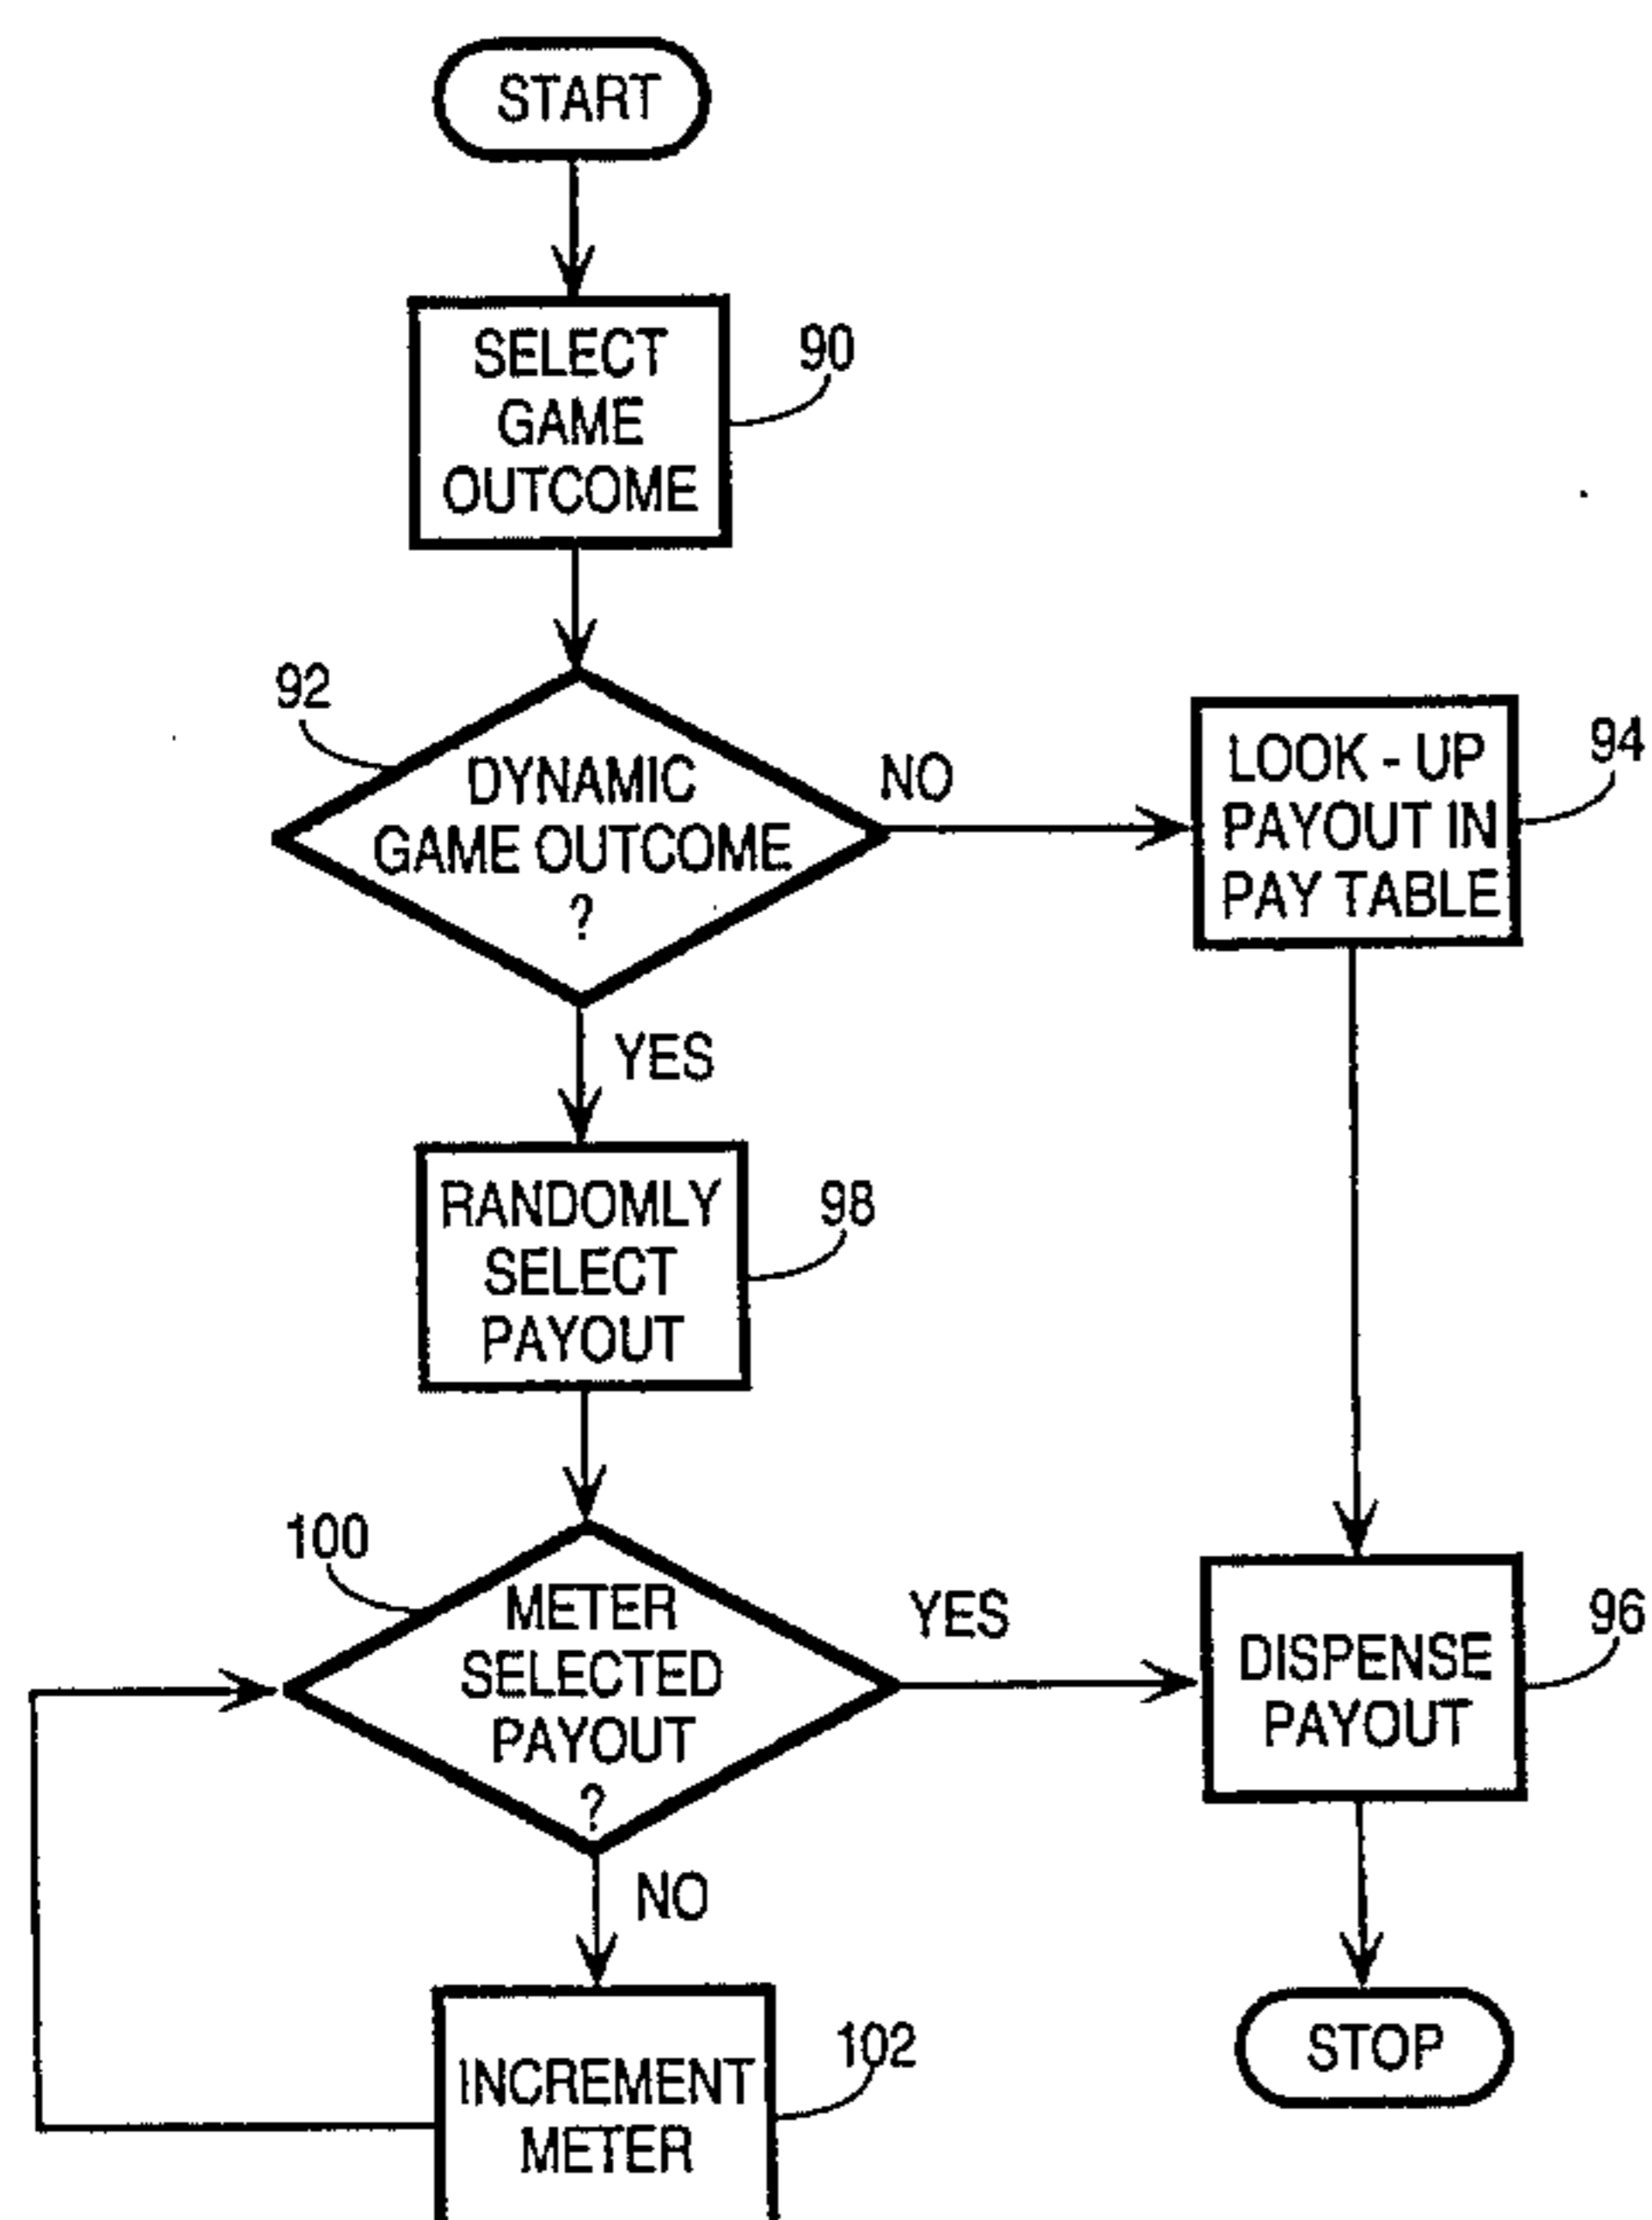 START
SELECT
GAME
OUTCOME
90
92
DYNAMIC
GAME OUTCOME
?
NO
LOOK - UP
PAYOUT IN
PAY TABLE
94
YES
RANDOMLY
SELECT
PAYOUT
98
100
METER
SELECTED
PAYOUT
?
YES
DISPENSE
PAYOUT
96
NO
INCREMENT
METER
102
STOP